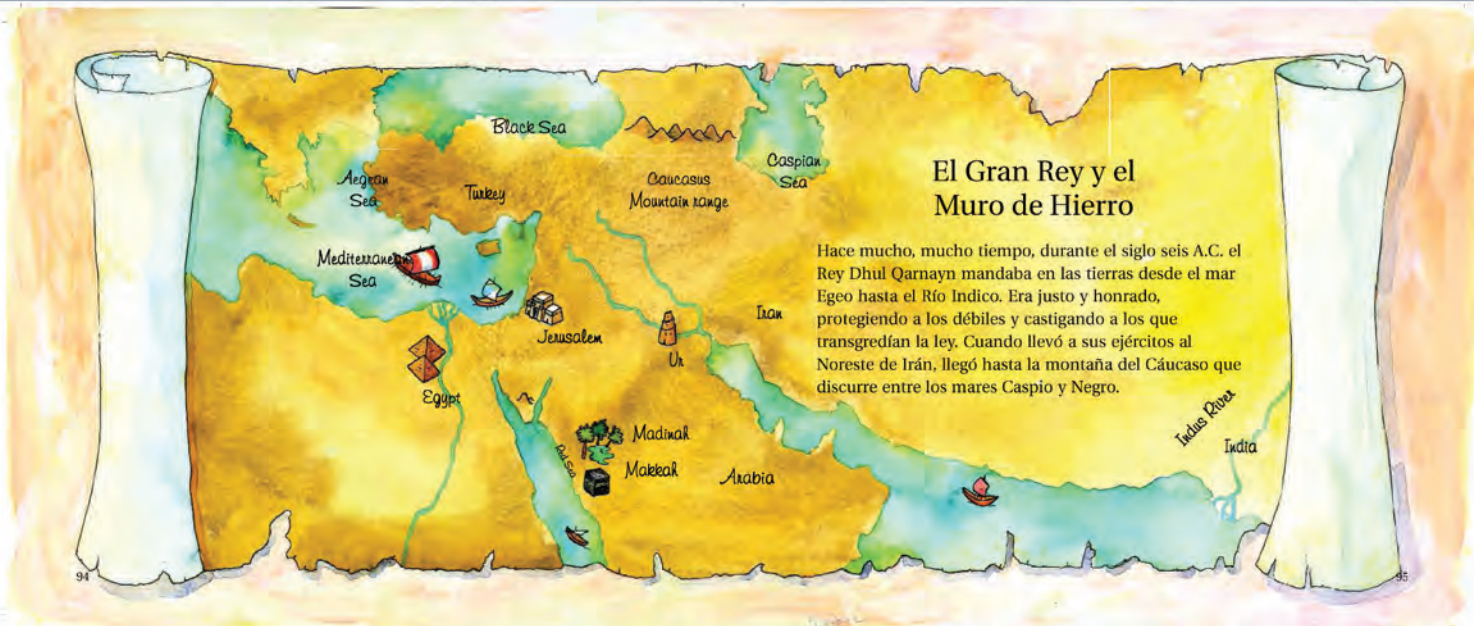 Black Sea
Caspian
Sea
Aegean
Sea
Turkey
Caucasus
Mountain range
El Gran Rey y el
Muro de Hierro
Hace mucho, mucho tiempo, durante el siglo seis A.C. el
Rey Dhul Qarnayn mandaba en las tierras desde el mar
Egeo hasta el Río Indico. Era justo y honrado,
protegiendo a los débiles y castigando a los que
transgredían la ley. Cuando llevó a sus ejércitos al
Noreste de Irán, llegó hasta la montaña del Cáucaso que
discurre entre los mares Caspio y Negro.
Mediterranean
Sea
Jerusalem
Iran
Ur
Egypt
Indus River
India
Madinah
Red Sea
Makkah
Arabia
94
95